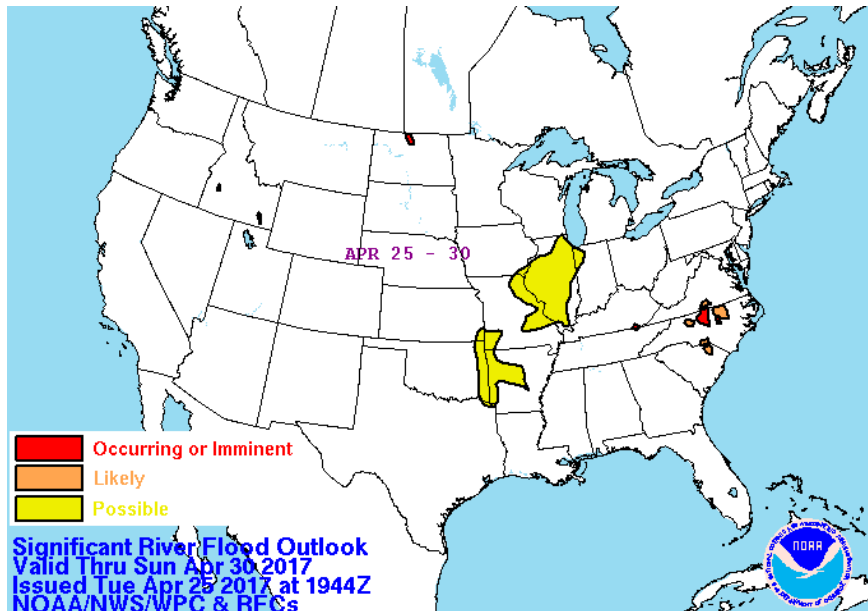 APR 25 - 30
Occurring or Imminent
Likely
Possible
Significant River Flood Outlook
Valid Thru Sun Apr 30 2017
Issued Tue Apr 25 2017 at 1944Z
NOAA/NWS/WPC & RFCs
NOAA